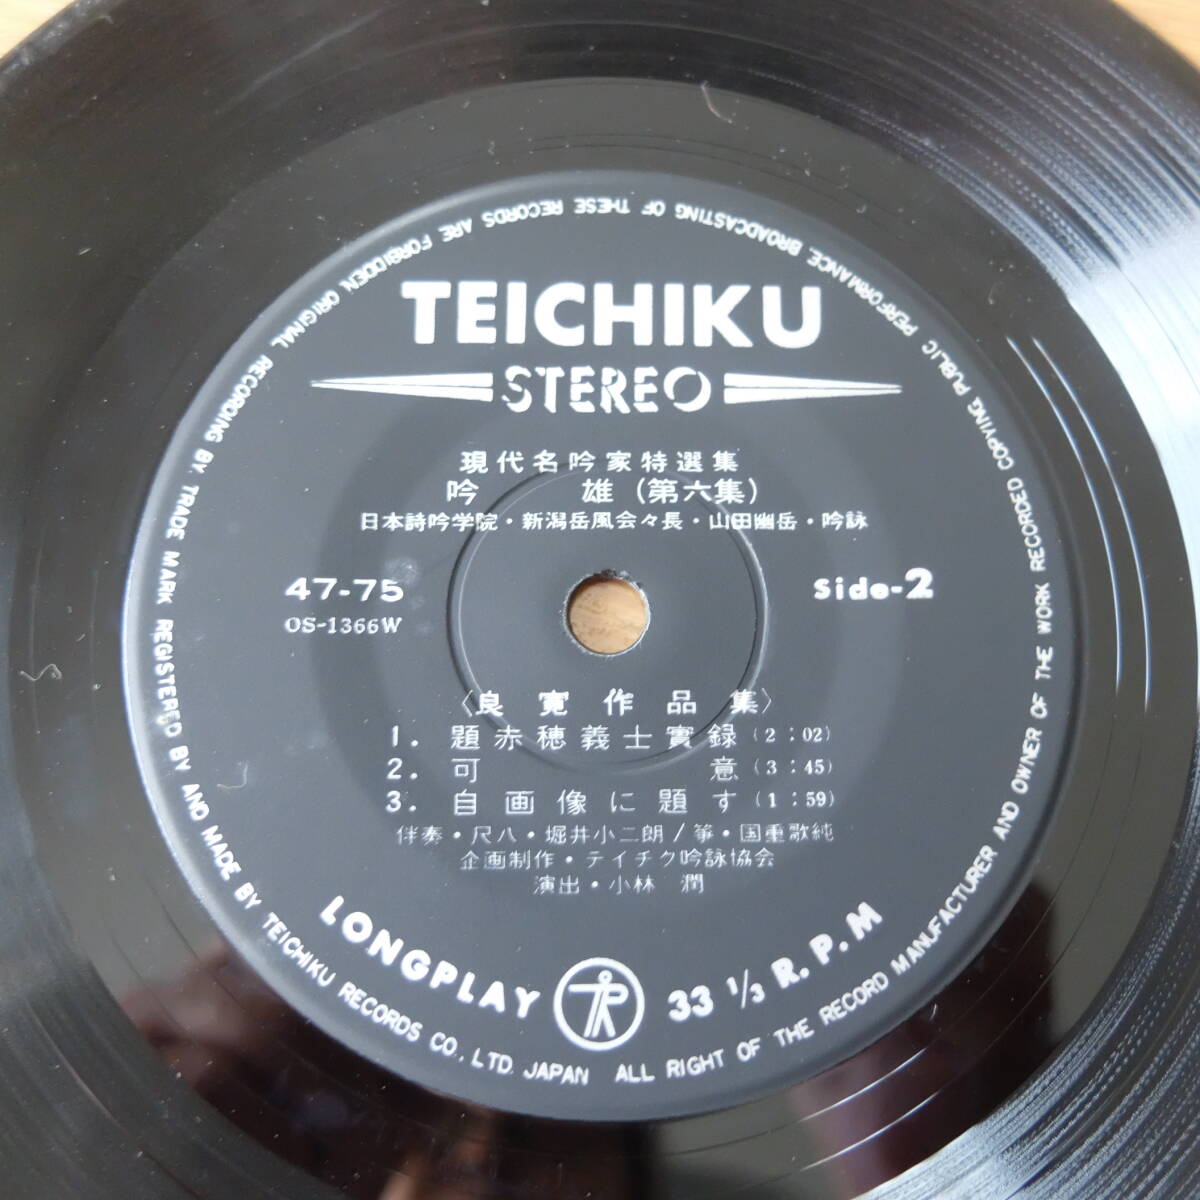 TEICHIKU
STEREO
現代名吟家特選集
吟 雄 (第六集)
日本詩吟学院・新潟岳風会々長・山田幽岳・吟詠
47-75
Side-2
OS-1366W
〈良寛作品集〉
1. 題赤穂義士實録 (2:02)
2. 可 意 (3:45)
3. 自画像に題す (1:59)
伴奏・尺八・堀井小二朗/箏・国重歌純
企画制作・テイチク吟詠協会
演出・小林 潤
LONGPLAY 33 1/3 R.P.M
ORIGINAL RECORDING BY. TRADE MARK REGISTERED BY AND MADE BY TEICHIKU RECORDS CO., LTD. JAPAN ALL RIGHT OF THE RECORD MANUFACTURER AND OWNER OF THE WORK RECORDED COPYING PUBLIC PERFORMANCE. BROADCASTING OF THESE RECORDS ARE FORBIDDEN